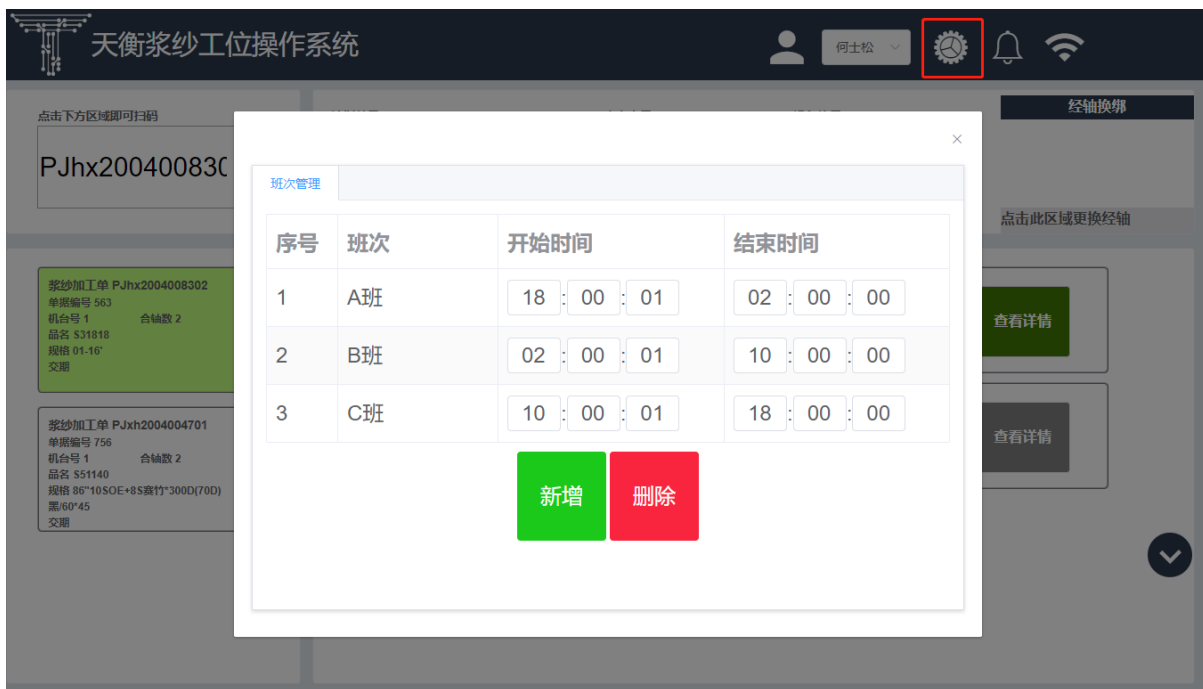 天衡浆纱工位操作系统
何士松
点击下方区域即可扫码
经轴换绑
PJhx200400830
点击此区域更换经轴
班次管理
序号 班次 开始时间 结束时间
1 A班 18 : 00 : 01 02 : 00 : 00
2 B班 02 : 00 : 01 10 : 00 : 00
3 C班 10 : 00 : 01 18 : 00 : 00
新增 删除
浆纱加工单 PJhx2004008302
单据编号 563
机台号 1 合轴数 2
品名 S31818
规格 01-16'
交期
查看详情
浆纱加工单 PJxh2004004701
单据编号 756
机台号 1 合轴数 2
品名 S51140
规格 86"10SOE+8S赛竹*300D(70D)
黑/60*45
交期
查看详情